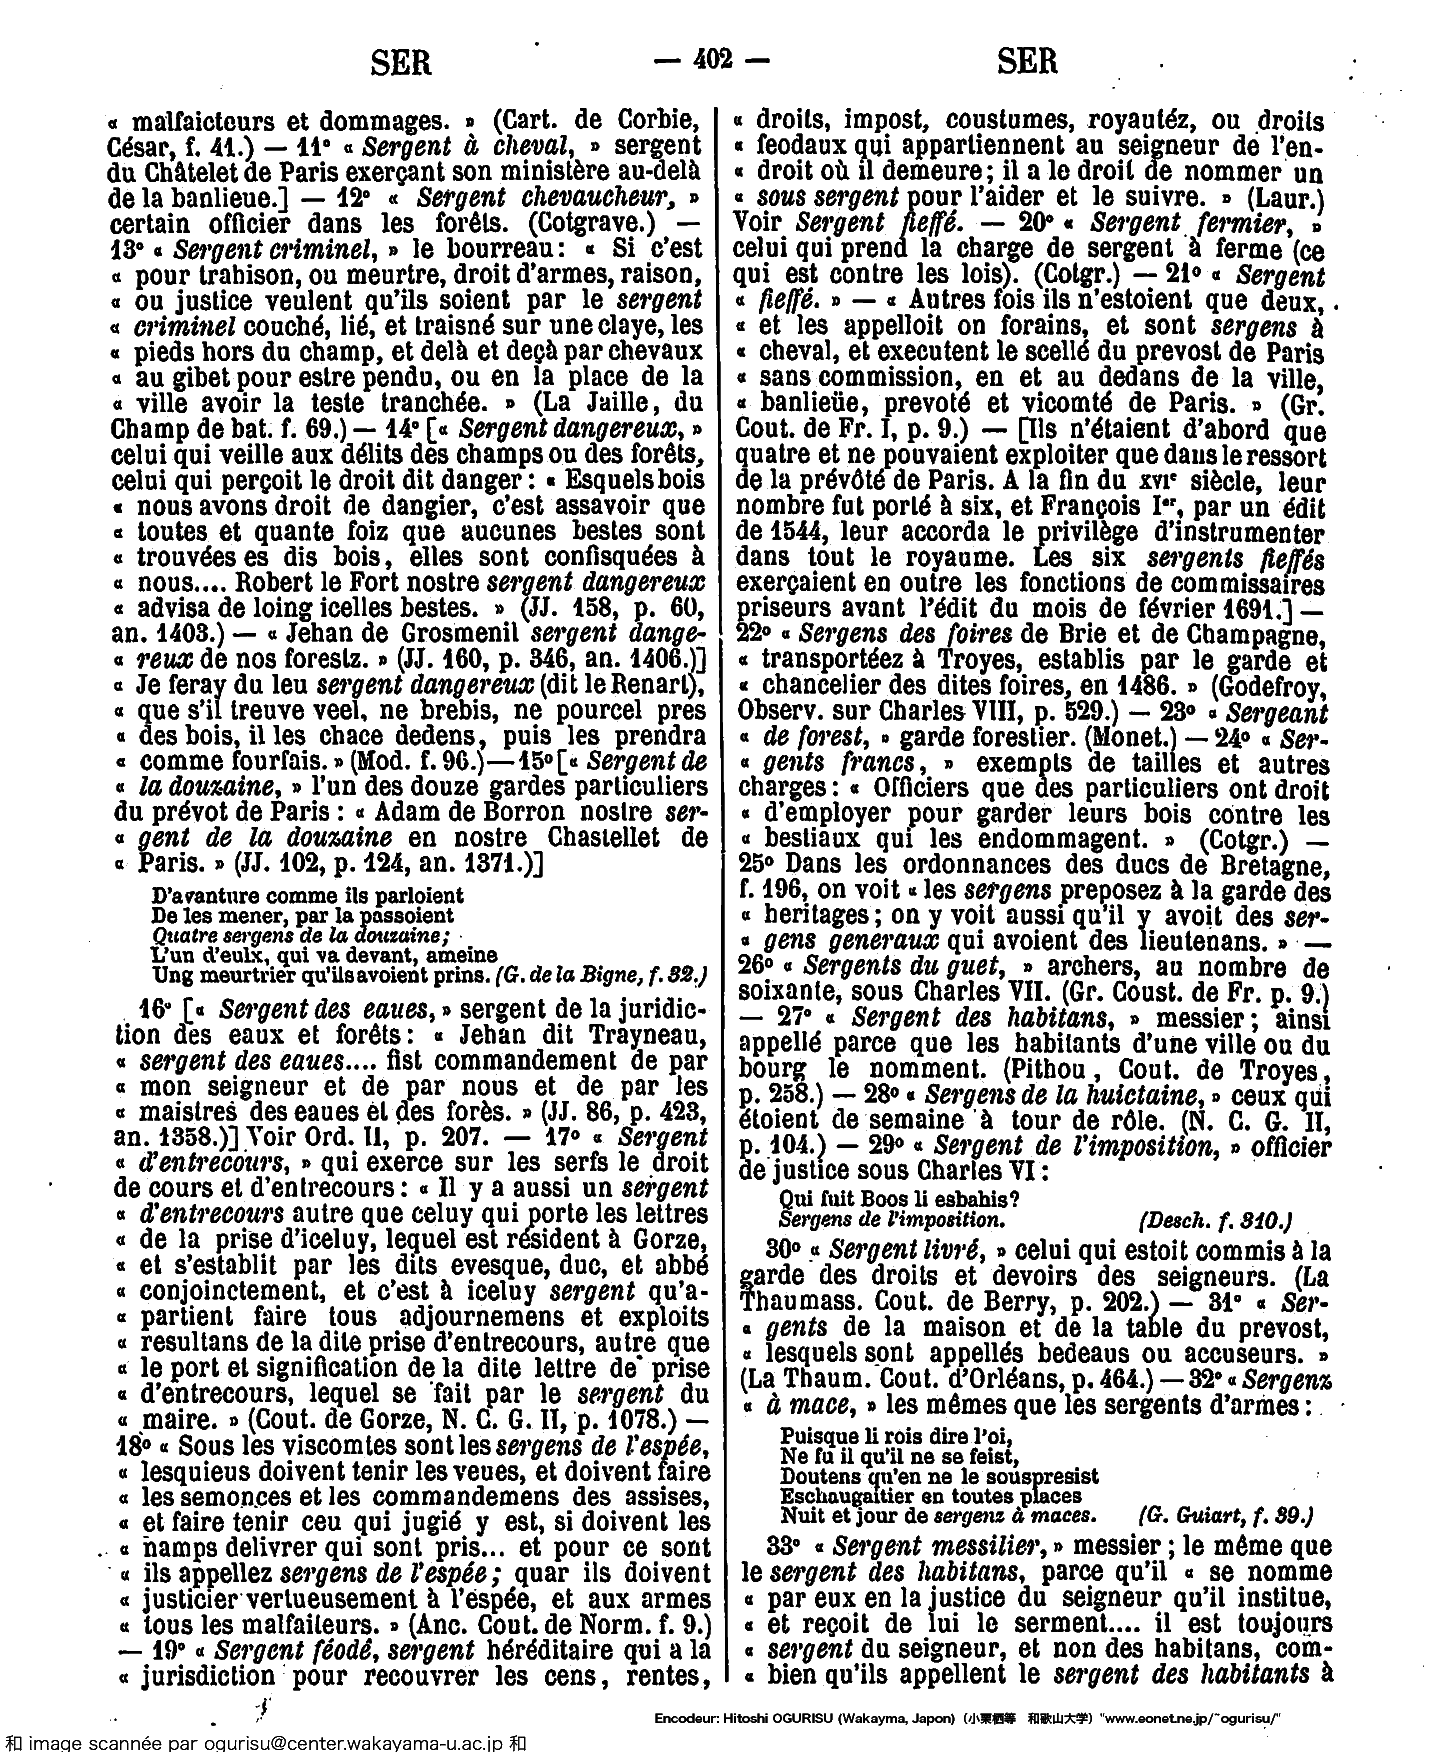 SER — 402 — SER
« malfaicteurs et dommages. » (Cart. de Corbie,
César, f. 41.) — 11° « Sergent à cheval, » sergent
du Châtelet de Paris exerçant son ministère au-delà
de la banlieue.] — 12° « Sergent chevaucheur, »
certain officier dans les forêts. (Cotgrave.) —
13° « Sergent criminel, » le bourreau : « Si c'est
« pour trahison, ou meurtre, droit d'armes, raison,
« ou justice veulent qu'ils soient par le sergent
« criminel couché, lié, et traisné sur une claye, les
« pieds hors du champ, et delà et deçà par chevaux
« au gibet pour estre pendu, ou en la place de la
« ville avoir la teste tranchée. » (La Jaille, du
Champ de bat. f. 69.) — 14° [« Sergent dangereux, »
celui qui veille aux délits des champs ou des forêts,
celui qui perçoit le droit dit danger : « Esquels bois
« nous avons droit de dangier, c'est assavoir que
« toutes et quante foiz que aucunes bestes sont
« trouvées es dis bois, elles sont confisquées à
« nous.... Robert le Fort nostre sergent dangereux
« advisa de loing icelles bestes. » (JJ. 158, p. 60,
an. 1403.) — « Jehan de Grosmenil sergent dange-
« reux de nos forestz. » (JJ. 160, p. 346, an. 1406.)]
« Je feray du leu sergent dangereux (dit le Renart),
« que s'il treuve veel, ne brebis, ne pourcel pres
« des bois, il les chace dedens, puis les prendra
« comme fourfais. » (Mod. f. 96.) — 15° [« Sergent de
« la douzaine, » l'un des douze gardes particuliers
du prévot de Paris : « Adam de Borron nostre ser-
« gent de la douzaine en nostre Chastellet de
« Paris. » (JJ. 102, p. 124, an. 1371.)]
D'avanture comme ils parloient
De les mener, par la passoient
Quatre sergens de la douzaine ;
L'un d'eulx, qui va devant, ameine
Ung meurtrier qu'ils avoient prins. (G. de la Bigne, f. 32.)
16° [« Sergent des eaues, » sergent de la juridic-
tion des eaux et forêts : « Jehan dit Trayneau,
« sergent des eaues.... fist commandement de par
« mon seigneur et de par nous et de par les
« maistres des eaues et des forès. » (JJ. 86, p. 423,
an. 1358.)] Voir Ord. II, p. 207. — 17° « Sergent
« d'entrecours, » qui exerce sur les serfs le droit
de cours et d'entrecours : « Il y a aussi un sergent
« d'entrecours autre que celuy qui porte les lettres
« de la prise d'iceluy, lequel est résident à Gorze,
« et s'establit par les dits evesque, duc, et abbé
« conjoinctement, et c'est à iceluy sergent qu'a-
« partient faire tous adjournemens et exploits
« resultans de la dite prise d'entrecours, autre que
« le port et signification de la dite lettre de prise
« d'entrecours, lequel se fait par le sergent du
« maire. » (Cout. de Gorze, N. C. G. II, p. 1078.) —
18° « Sous les viscomtes sont les sergens de l'espée,
« lesquieus doivent tenir les veues, et doivent faire
« les semonces et les commandemens des assises,
« et faire tenir ceu qui jugié y est, si doivent les
« namps delivrer qui sont pris... et pour ce sont
« ils appellez sergens de l'espée ; quar ils doivent
« justicier vertueusement à l'espée, et aux armes
« tous les malfaiteurs. » (Anc. Cout. de Norm. f. 9.)
— 19° « Sergent féodé, sergent héréditaire qui a la
« jurisdiction pour recouvrer les cens, rentes,
« droits, impost, coustumes, royautéz, ou droits
« feodaux qui appartiennent au seigneur de l'en-
« droit où il demeure ; il a le droit de nommer un
« sous sergent pour l'aider et le suivre. » (Laur.)
Voir Sergent fieffé. — 20° « Sergent fermier, »
celui qui prend la charge de sergent à ferme (ce
qui est contre les lois). (Cotgr.) — 21° « Sergent
« fieffé. » — « Autres fois ils n'estoient que deux,
« et les appelloit on forains, et sont sergens à
« cheval, et executent le scellé du prevost de Paris
« sans commission, en et au dedans de la ville,
« banlieüe, prevoté et vicomté de Paris. » (Gr.
Cout. de Fr. I, p. 9.) — [Ils n'étaient d'abord que
quatre et ne pouvaient exploiter que dans le ressort
de la prévôté de Paris. A la fin du XVIe siècle, leur
nombre fut porté à six, et François Ier, par un édit
de 1544, leur accorda le privilège d'instrumenter
dans tout le royaume. Les six sergents fieffés
exerçaient en outre les fonctions de commissaires
priseurs avant l'édit du mois de février 1691.] —
22° « Sergens des foires de Brie et de Champagne,
« transportéez à Troyes, establis par le garde et
« chancelier des dites foires, en 1486. » (Godefroy,
Observ. sur Charles VIII, p. 529.) — 23° « Sergeant
« de forest, » garde forestier. (Monet.) — 24° « Ser-
« gents francs, » exempts de tailles et autres
charges : « Officiers que des particuliers ont droit
« d'employer pour garder leurs bois contre les
« bestiaux qui les endommagent. » (Cotgr.) —
25° Dans les ordonnances des ducs de Bretagne,
f. 196, on voit « les sergens preposez à la garde des
« heritages ; on y voit aussi qu'il y avoit des ser-
« gens generaux qui avoient des lieutenans. » —
26° « Sergents du guet, » archers, au nombre de
soixante, sous Charles VII. (Gr. Coust. de Fr. p. 9.)
— 27° « Sergent des habitans, » messier ; ainsi
appellé parce que les habitants d'une ville ou du
bourg le nomment. (Pithou, Cout. de Troyes,
p. 258.) — 28° « Sergens de la huictaine, » ceux qui
étoient de semaine à tour de rôle. (N. C. G. II,
p. 104.) — 29° « Sergent de l'imposition, » officier
de justice sous Charles VI :
Qui fuit Boos li esbahis?
Sergens de l'imposition. (Desch. f. 310.)
30° « Sergent livré, » celui qui estoit commis à la
garde des droits et devoirs des seigneurs. (La
Thaumass. Cout. de Berry, p. 202.) — 31° « Ser-
« gents de la maison et de la table du prevost,
« lesquels sont appellés bedeaus ou accuseurs. »
(La Thaum. Cout. d'Orléans, p. 464.) — 32° « Sergenz
« à mace, » les mêmes que les sergents d'armes :
Puisque li rois dire l'oi,
Ne fu il qu'il ne se feist,
Doutens qu'en ne le souspresist
Eschaugaitier en toutes places
Nuit et jour de sergenz à maces. (G. Guiart, f. 39.)
33° « Sergent messilier, » messier ; le même que
le sergent des habitans, parce qu'il « se nomme
« par eux en la justice du seigneur qu'il institue,
« et reçoit de lui le serment.... il est toujours
« sergent du seigneur, et non des habitans, com-
« bien qu'ils appellent le sergent des habitants à
Encodeur: Hitoshi OGURISU (Wakayma, Japon) (小栗栖等 和歌山大学) "www.eonet.ne.jp/~ogurisu/"
和 image scannée par ogurisu@center.wakayama-u.ac.jp 和